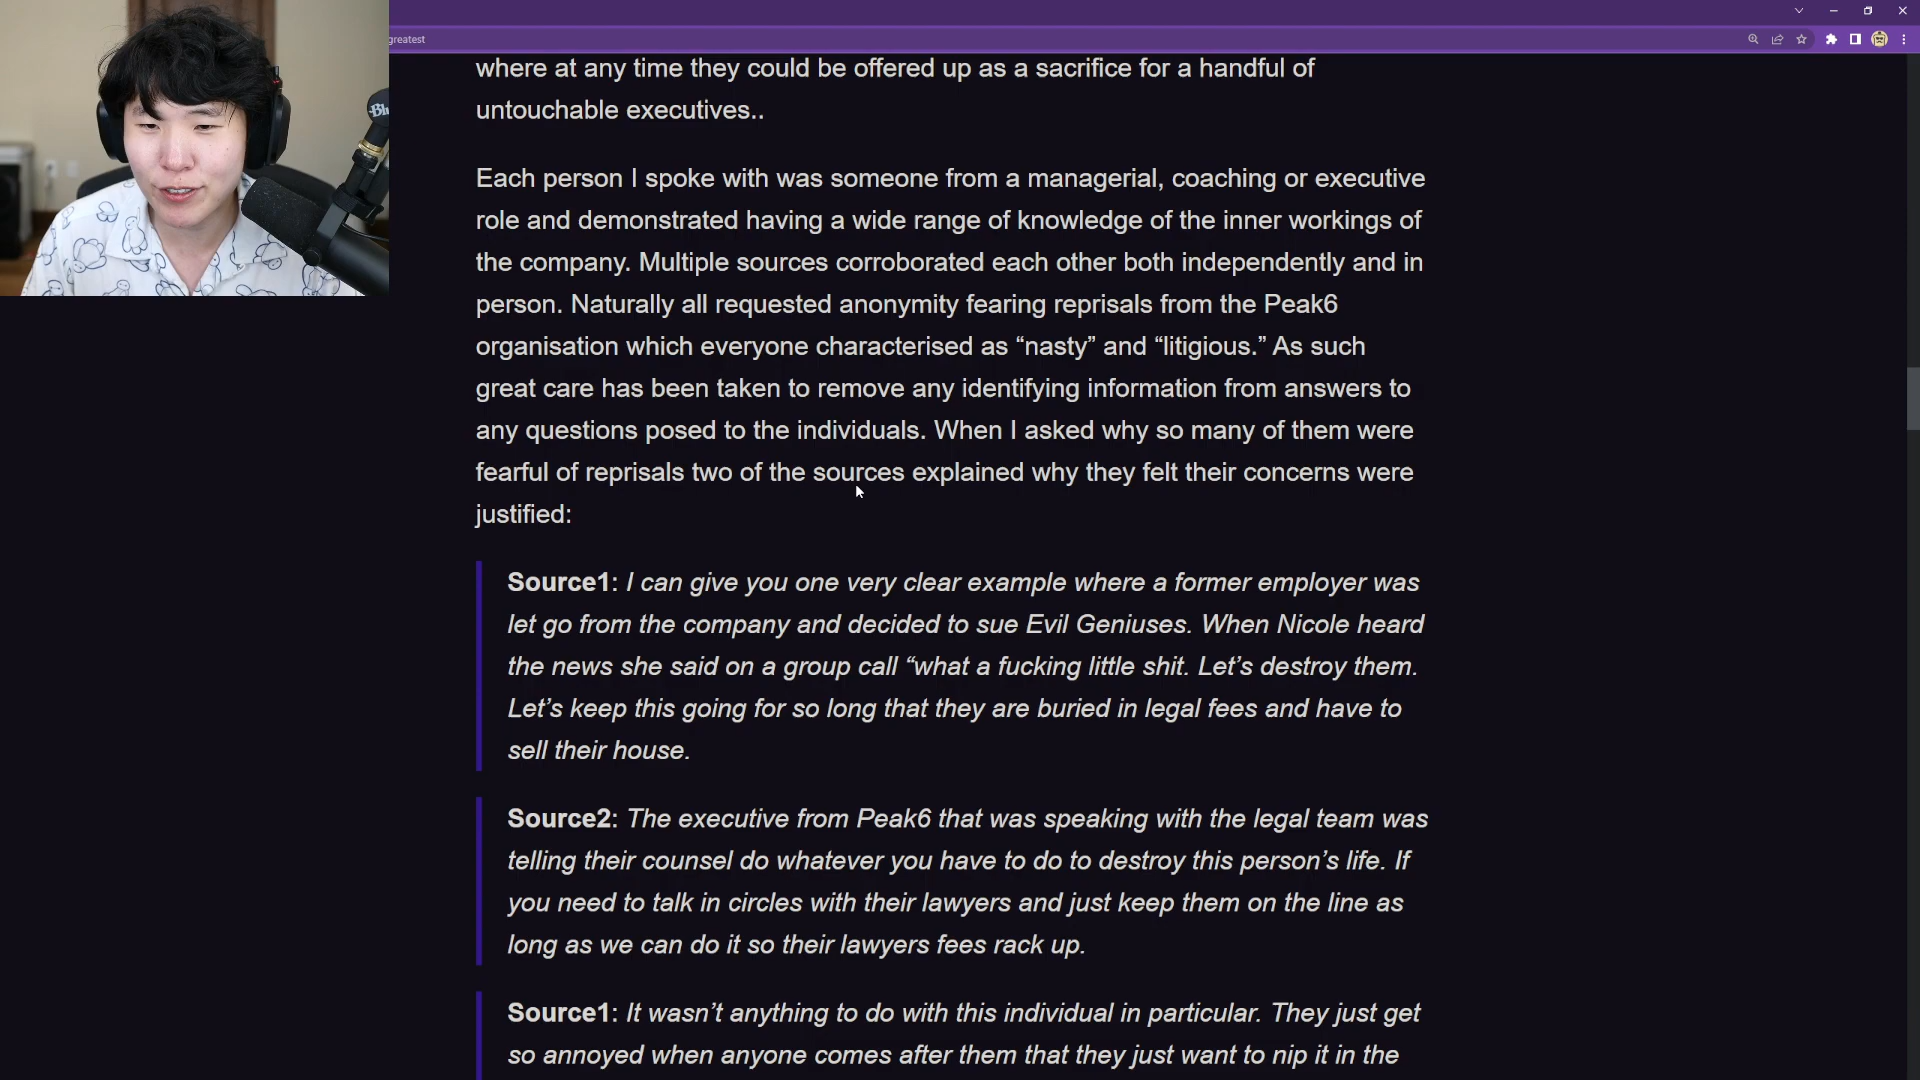 greatest
where at any time they could be offered up as a sacrifice for a handful of
untouchable executives..
Each person I spoke with was someone from a managerial, coaching or executive
role and demonstrated having a wide range of knowledge of the inner workings of
the company. Multiple sources corroborated each other both independently and in
person. Naturally all requested anonymity fearing reprisals from the Peak6
organisation which everyone characterised as “nasty” and “litigious.” As such
great care has been taken to remove any identifying information from answers to
any questions posed to the individuals. When I asked why so many of them were
fearful of reprisals two of the sources explained why they felt their concerns were
justified:
Source1: I can give you one very clear example where a former employer was
let go from the company and decided to sue Evil Geniuses. When Nicole heard
the news she said on a group call “what a fucking little shit. Let’s destroy them.
Let’s keep this going for so long that they are buried in legal fees and have to
sell their house.
Source2: The executive from Peak6 that was speaking with the legal team was
telling their counsel do whatever you have to do to destroy this person’s life. If
you need to talk in circles with their lawyers and just keep them on the line as
long as we can do it so their lawyers fees rack up.
Source1: It wasn’t anything to do with this individual in particular. They just get
so annoyed when anyone comes after them that they just want to nip it in the